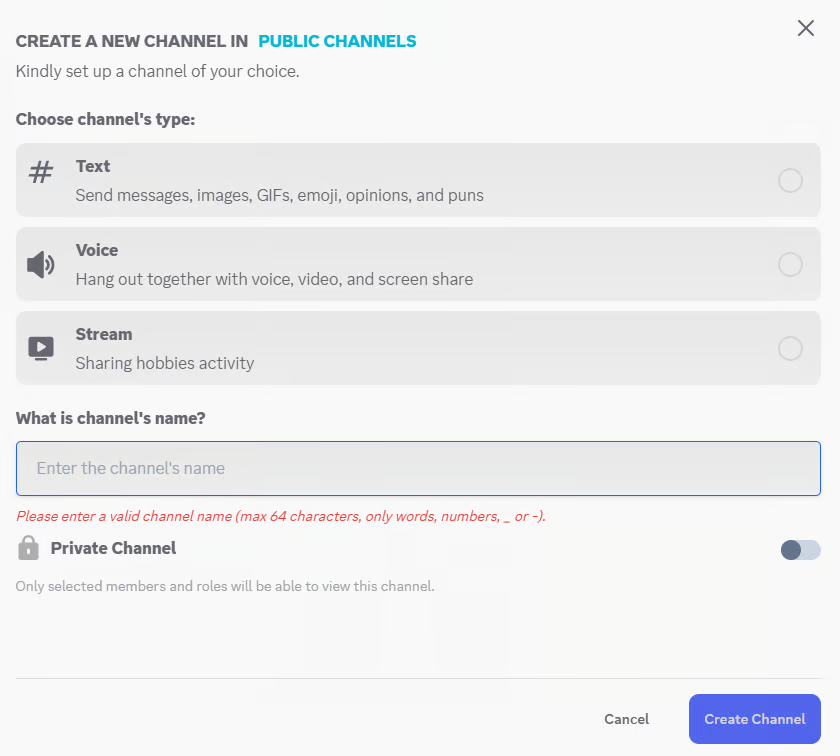 CREATE A NEW CHANNEL IN PUBLIC CHANNELS
Kindly set up a channel of your choice.
Choose channel's type:
Text
Send messages, images, GIFs, emoji, opinions, and puns
Voice
Hang out together with voice, video, and screen share
Stream
Sharing hobbies activity
What is channel's name?
Enter the channel's name
Please enter a valid channel name (max 64 characters, only words, numbers, _ or -).
Private Channel
Only selected members and roles will be able to view this channel.
Cancel
Create Channel